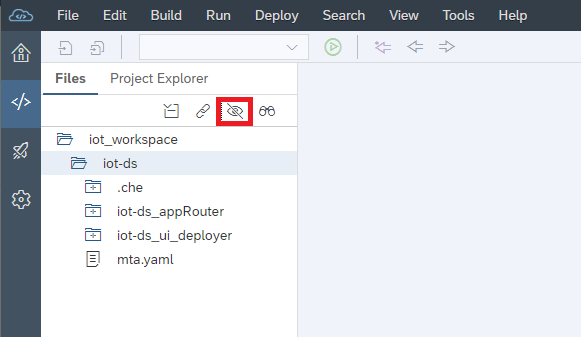 File Edit Build Run Deploy Search View Tools Help
Files Project Explorer
iot_workspace
iot-ds
.che
iot-ds_appRouter
iot-ds_ui_deployer
mta.yaml